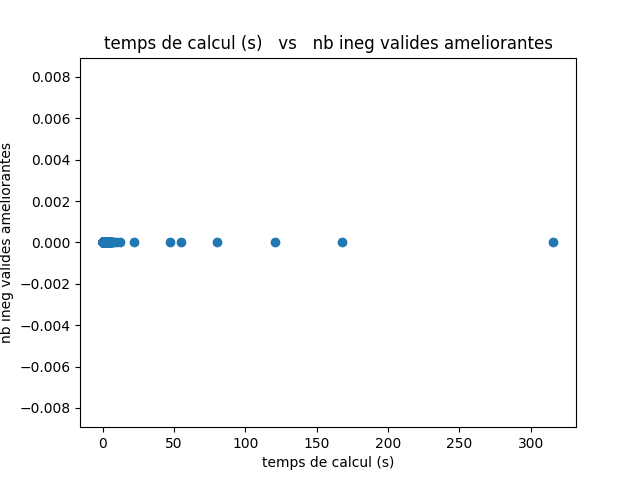 temps de calcul (s) vs nb ineg valides ameliorantes
0.008
0.006
0.004
0.002
0.000
−0.002
−0.004
−0.006
−0.008
nb ineg valides ameliorantes
0 50 100 150 200 250 300
temps de calcul (s)